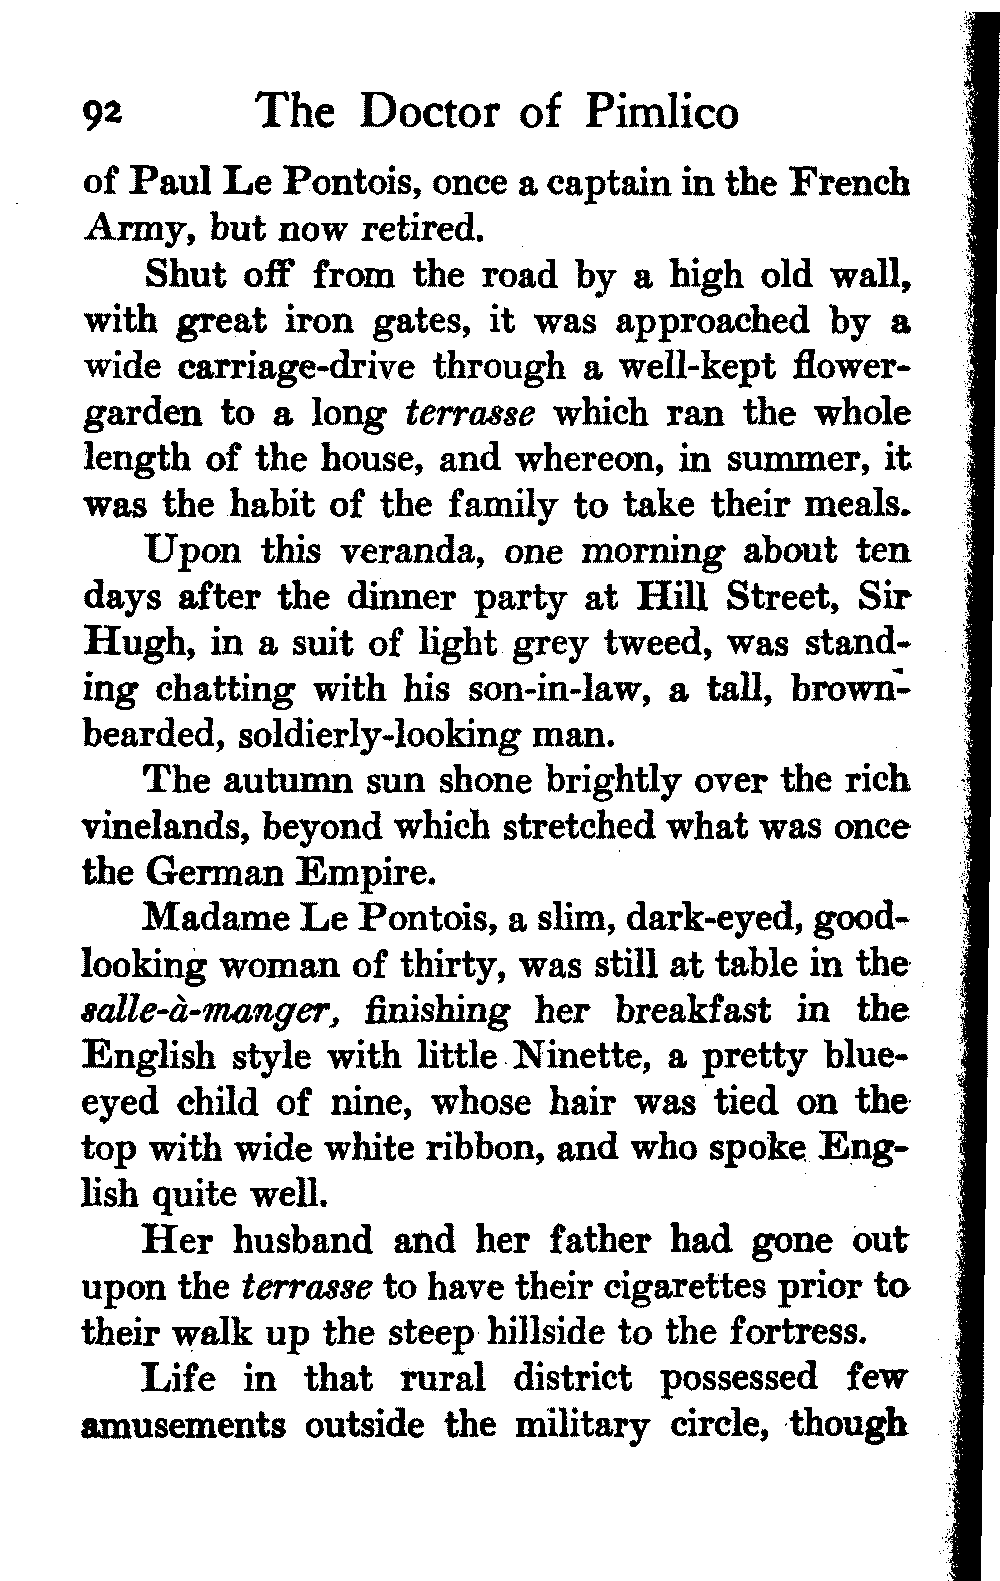 92 The Doctor of Pimlico
of Paul Le Pontois, once a captain in the French
Army, but now retired.
Shut off from the road by a high old wall,
with great iron gates, it was approached by a
wide carriage-drive through a well-kept flower-
garden to a long terrasse which ran the whole
length of the house, and whereon, in summer, it
was the habit of the family to take their meals.
Upon this veranda, one morning about ten
days after the dinner party at Hill Street, Sir
Hugh, in a suit of light grey tweed, was stand-
ing chatting with his son-in-law, a tall, brown-
bearded, soldierly-looking man.
The autumn sun shone brightly over the rich
vinelands, beyond which stretched what was once
the German Empire.
Madame Le Pontois, a slim, dark-eyed, good-
looking woman of thirty, was still at table in the
salle-à-manger, finishing her breakfast in the
English style with little Ninette, a pretty blue-
eyed child of nine, whose hair was tied on the
top with wide white ribbon, and who spoke Eng-
lish quite well.
Her husband and her father had gone out
upon the terrasse to have their cigarettes prior to
their walk up the steep hillside to the fortress.
Life in that rural district possessed few
amusements outside the military circle, though